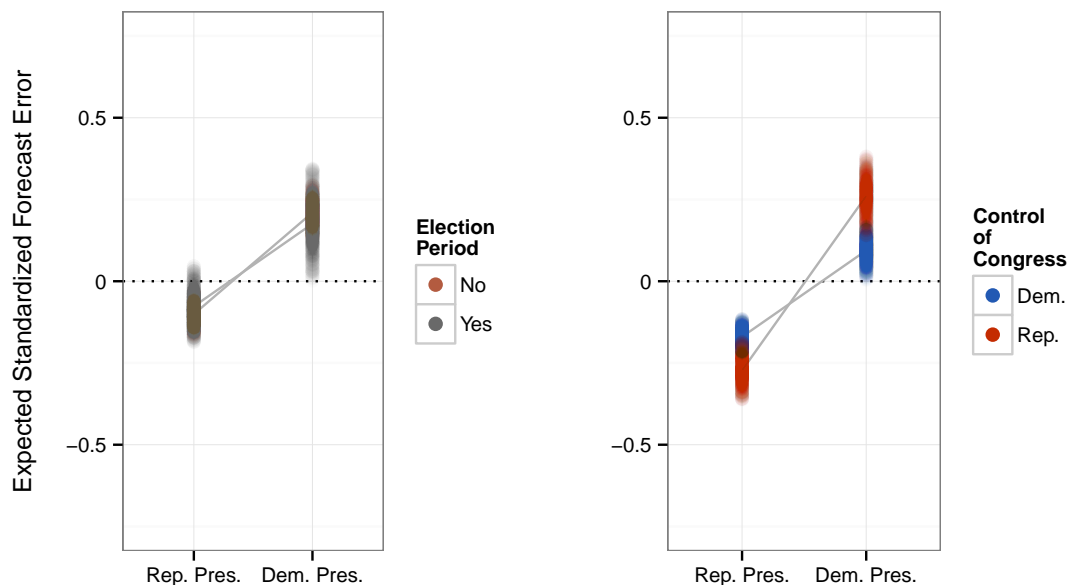 Expected Standardized Forecast Error
0.5
0
−0.5
Rep. Pres.
Dem. Pres.
Election
Period
No
Yes
0.5
0
−0.5
Rep. Pres.
Dem. Pres.
Control
of
Congress
Dem.
Rep.